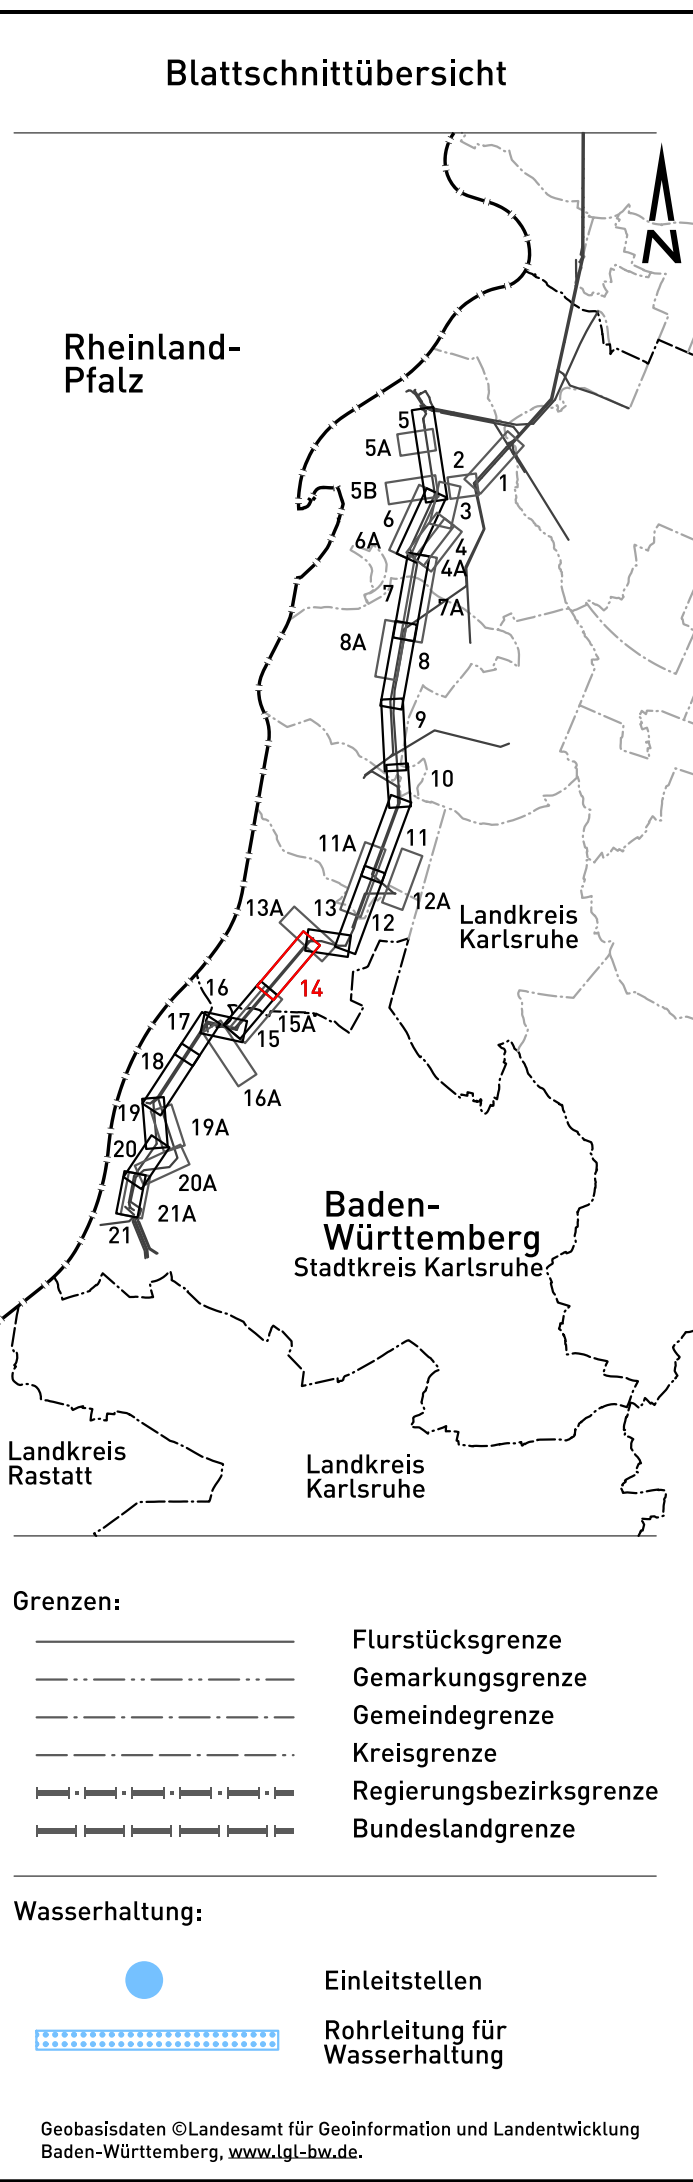 Blattschnittübersicht
N
Rheinland-
Pfalz
5
5A
2
1
5B
3
6
6A
4
4A
7
7A
8A
8
9
10
11A
11
12A
13A
13
12
Landkreis
Karlsruhe
14
16
17
15A
15
18
16A
19
19A
20
20A
21A
21
Baden-
Württemberg
Stadtkreis Karlsruhe
Landkreis
Rastatt
Landkreis
Karlsruhe
Grenzen:
Flurstücksgrenze
Gemarkungsgrenze
Gemeindegrenze
Kreisgrenze
Regierungsbezirksgrenze
Bundeslandgrenze
Wasserhaltung:
Einleitstellen
Rohrleitung für
Wasserhaltung
Geobasisdaten ©Landesamt für Geoinformation und Landentwicklung
Baden-Württemberg, www.lgl-bw.de.